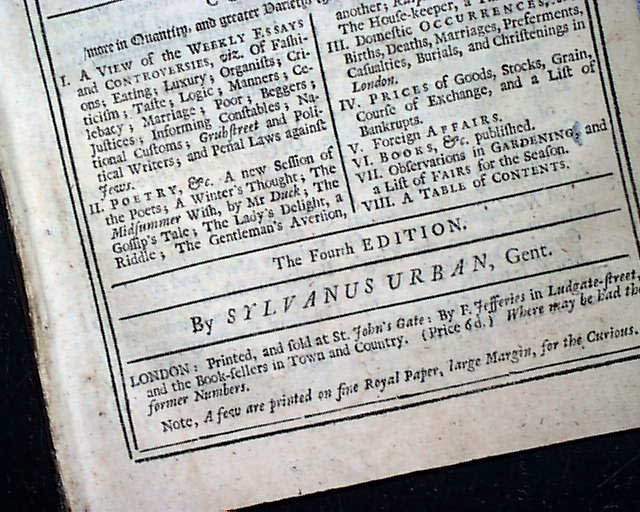 more in Quantity, and greater Variety
I. A VIEW of the WEEKLY ESSAYS
and CONTROVERSIES, viz. Of Fashi-
ons; Eating; Luxury; Organists; Cri-
ticism; Taste; Logic; Manners; Ce-
lebacy; Marriage; Poor; Beggers;
Justices; Informing Constables; Na-
tional Customs; Grubstreet and Poli-
tical Writers; and Penal Laws against
Jews.
II. POETRY, &c. A new Session of
the Poets; A Winter's Thought; The
Midsummer Wish, by Mr Duck; The
Gossip's Tale; The Lady's Delight, a
Riddle; The Gentleman's Aversion,
another;
The House-keeper, a
III. Domestic OCCURRENCES,
Births, Deaths, Marriages, Preferments,
Casualties, Burials, and Christenings in
London.
IV. PRICES of Goods, Stocks, Grain,
Course of Exchange, and a List of
Bankrupts.
V. Foreign AFFAIRS.
VI. BOOKS, &c. published.
VII. Observations in GARDENING, and
a List of FAIRS for the Season.
VIII. A TABLE of CONTENTS.
The Fourth EDITION.
By SYLVANUS URBAN, Gent.
LONDON: Printed, and sold at St. John's Gate: By F. Jefferies in Ludgate-street,
and the Book-sellers in Town and Country. (Price 6d.) Where may be had the
former Numbers.
Note, A few are printed on fine Royal Paper, large Margin, for the Curious.